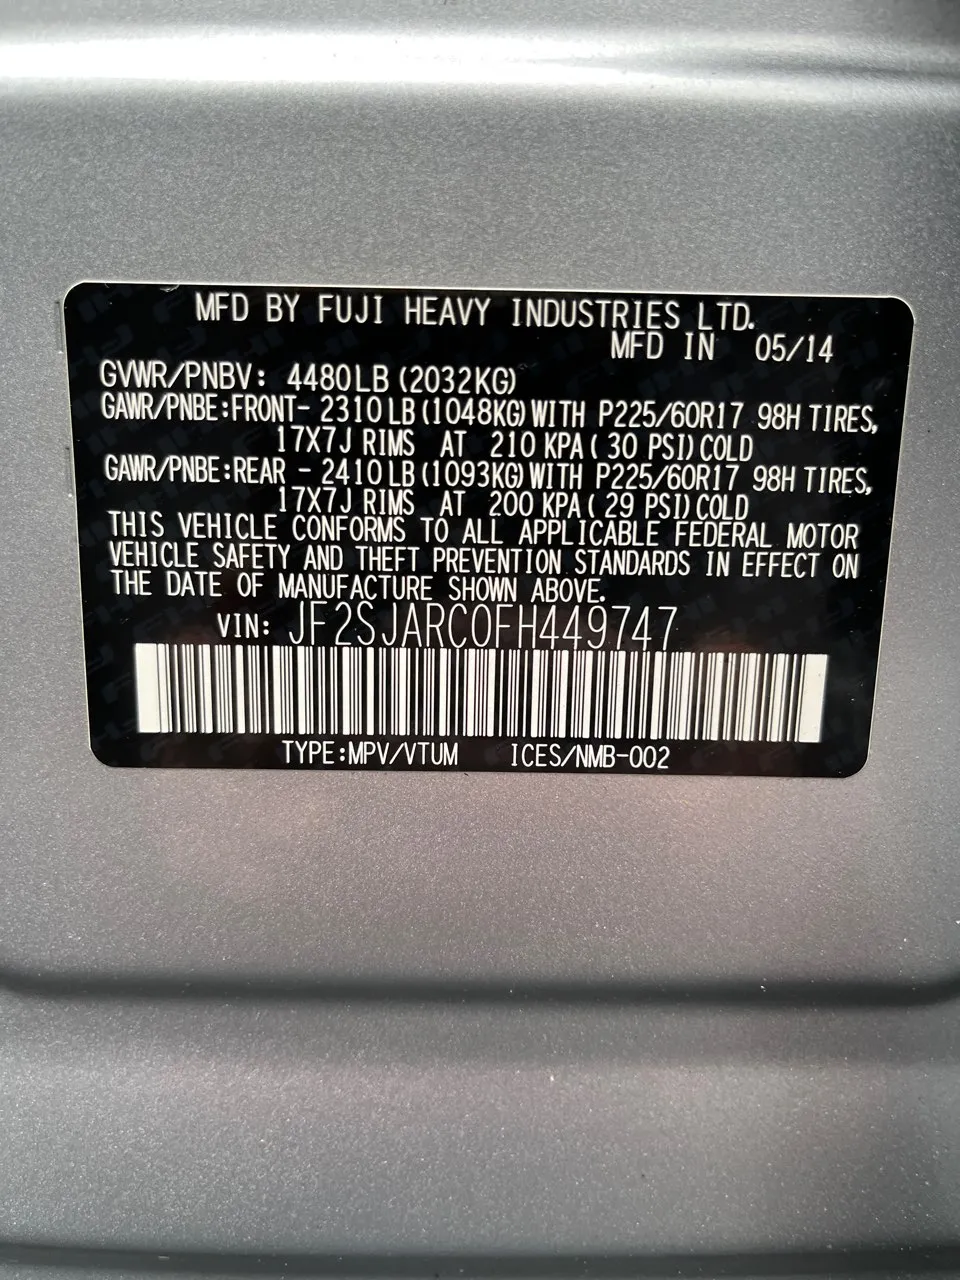 MFD BY FUJI HEAVY INDUSTRIES LTD.
MFD IN 05/14
GVWR/PNBV: 4480LB (2032KG)
GAWR/PNBE:FRONT- 2310 LB (1048KG) WITH P225/60R17 98H TIRES,
17X7J RIMS AT 210 KPA ( 30 PSI) COLD
GAWR/PNBE:REAR - 2410 LB (1093KG) WITH P225/60R17 98H TIRES,
17X7J RIMS AT 200 KPA ( 29 PSI) COLD
THIS VEHICLE CONFORMS TO ALL APPLICABLE FEDERAL MOTOR
VEHICLE SAFETY AND THEFT PREVENTION STANDARDS IN EFFECT ON
THE DATE OF MANUFACTURE SHOWN ABOVE.
VIN: JF2SJARC0FH449747
TYPE:MPV/VTUM ICES/NMB-002